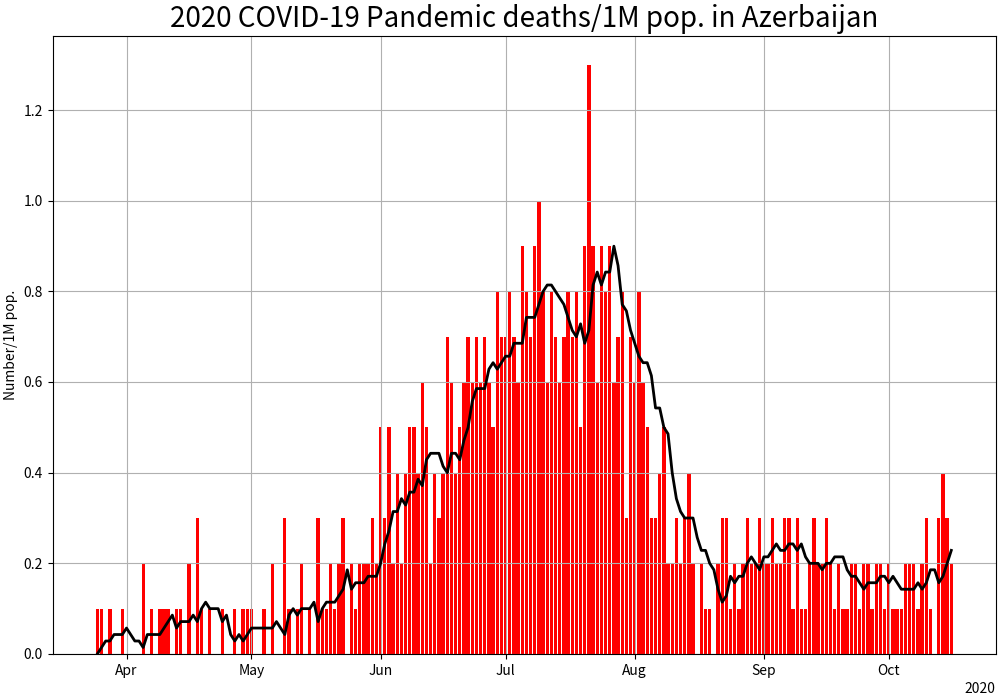 2020 COVID-19 Pandemic deaths/1M pop. in Azerbaijan
Number/1M pop.
1.2
1.0
0.8
0.6
0.4
0.2
0.0
Apr May Jun Jul Aug Sep Oct
2020